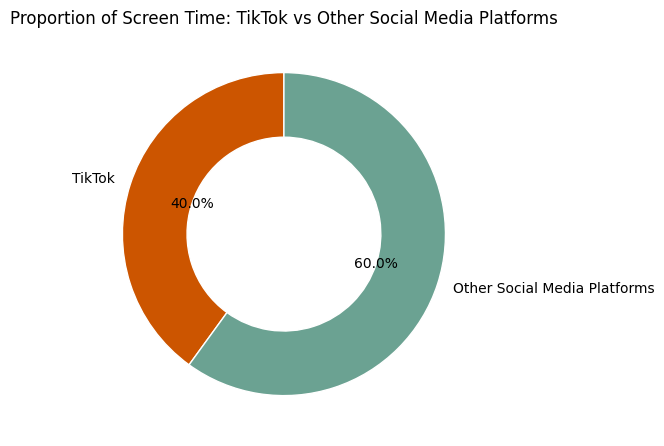 Proportion of Screen Time: TikTok vs Other Social Media Platforms
TikTok
40.0%
60.0%
Other Social Media Platforms